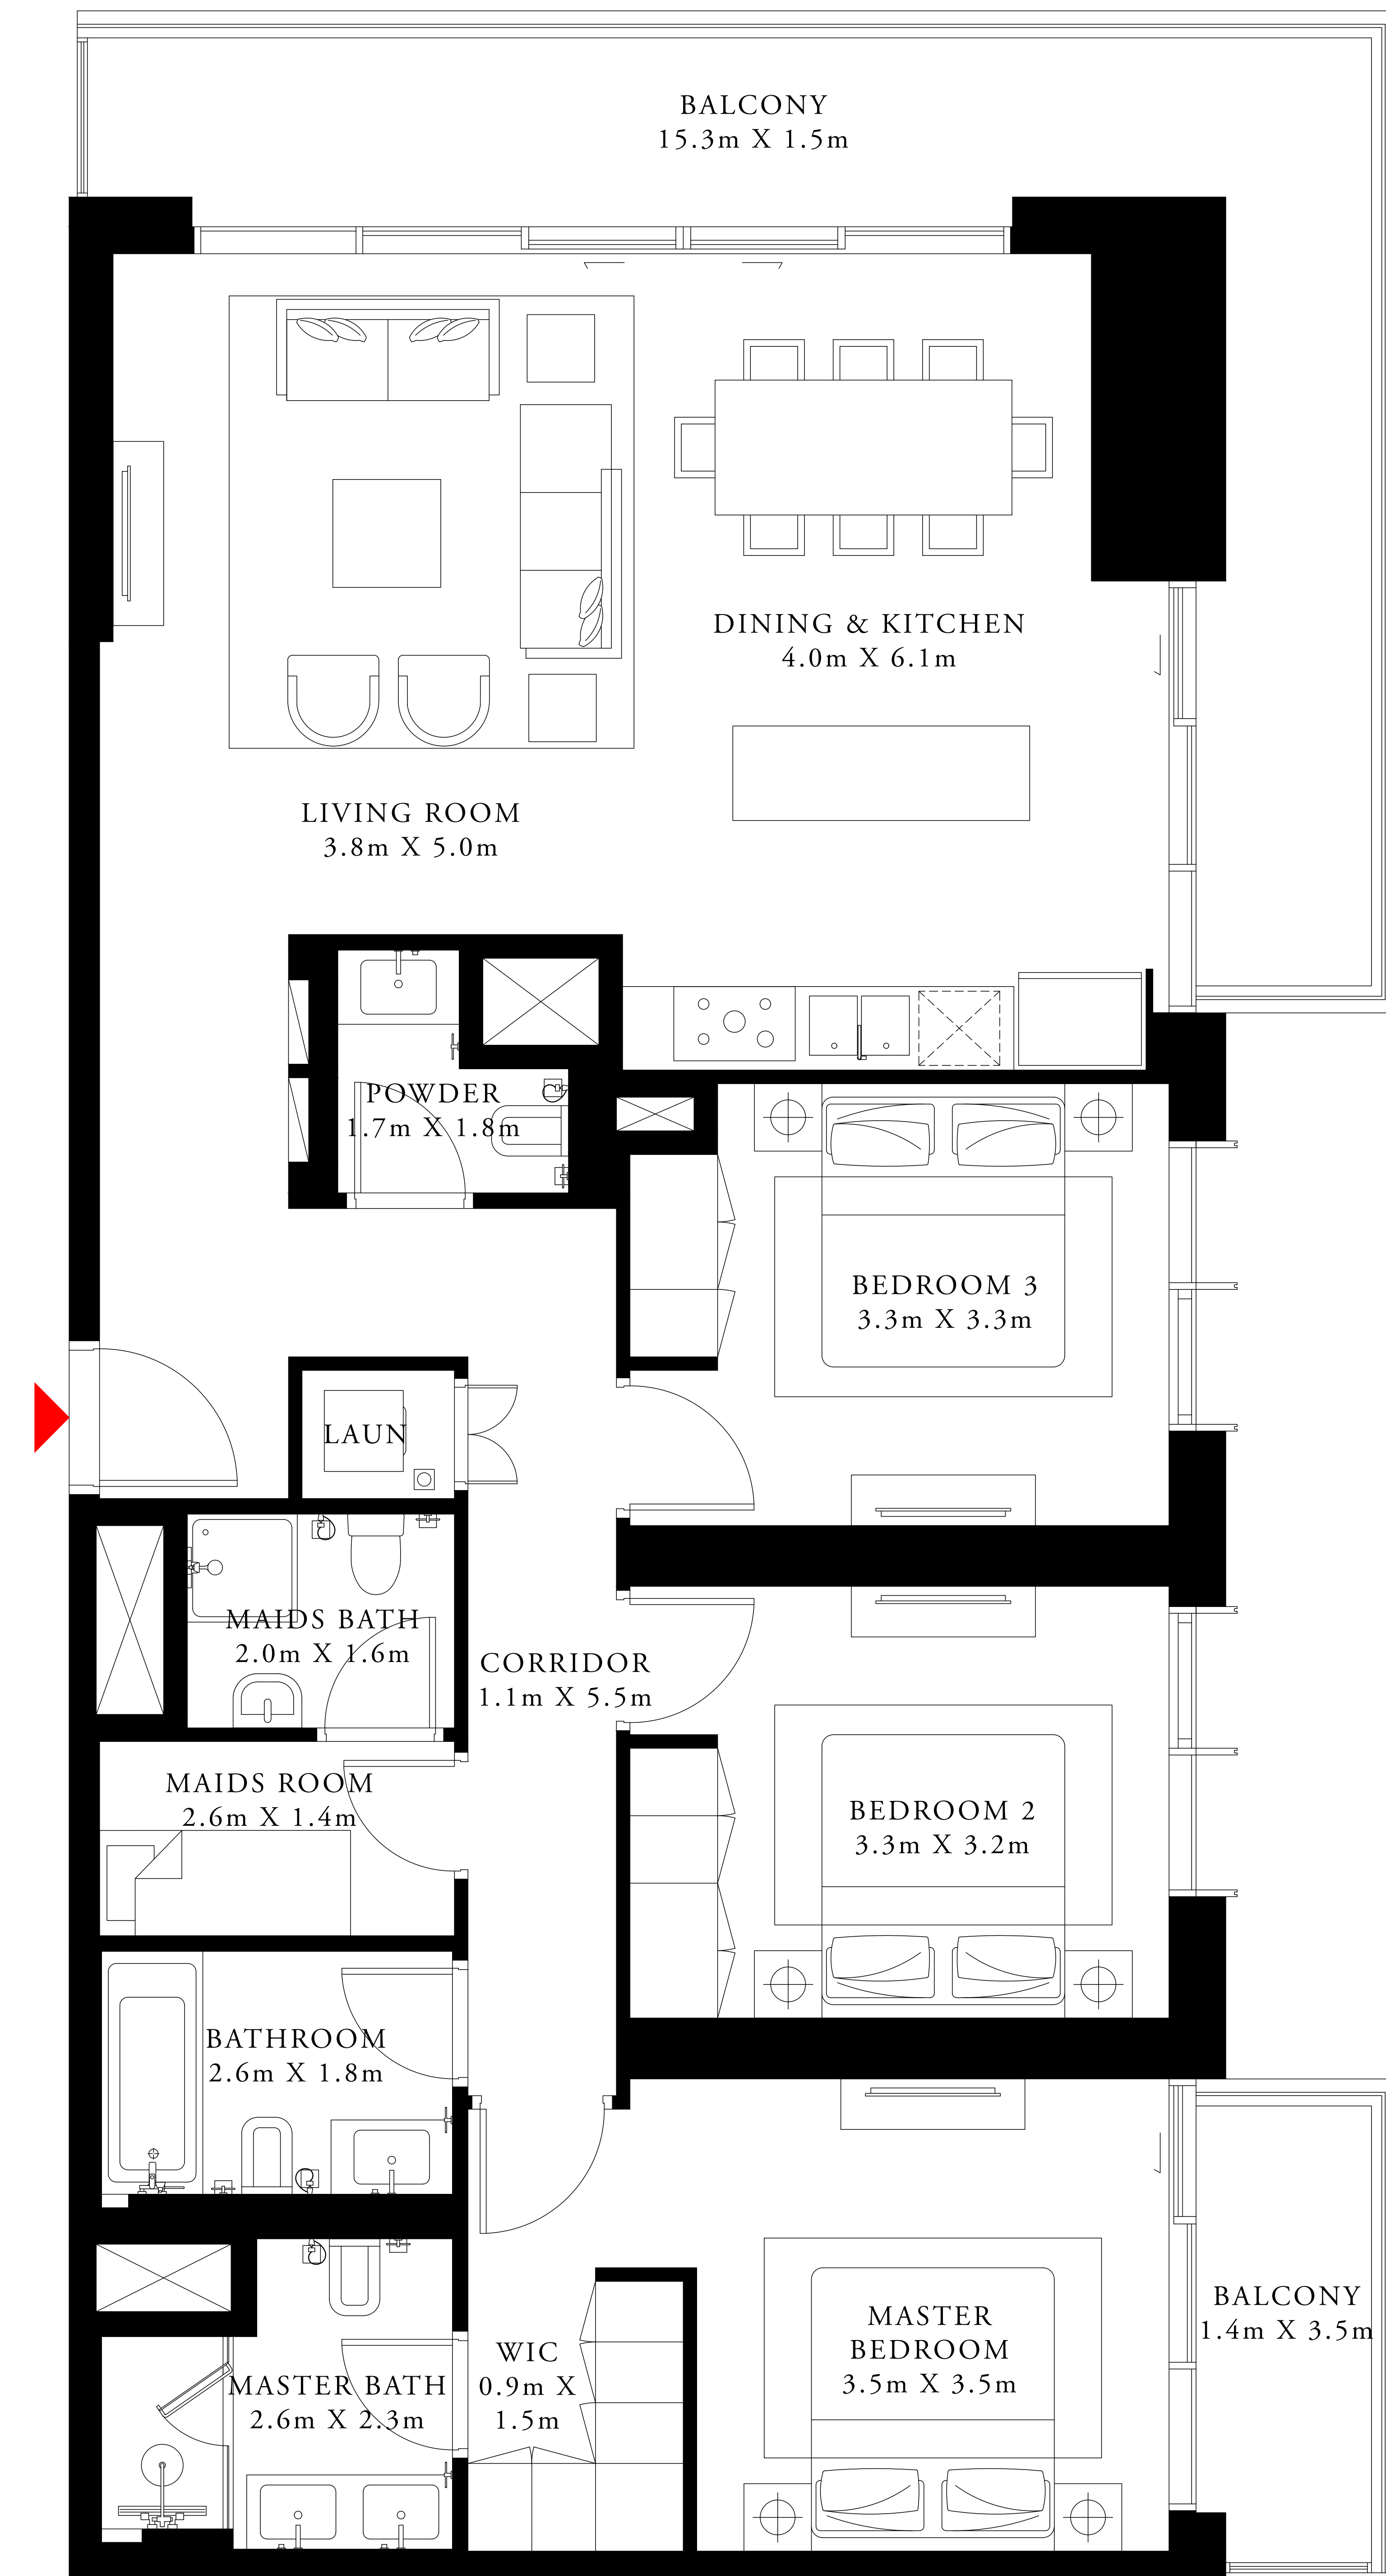 BALCONY
15.3m X 1.5m
DINING & KITCHEN
4.0m X 6.1m
LIVING ROOM
3.8m X 5.0m
POWDER
1.7m X 1.8m
BEDROOM 3
3.3m X 3.3m
LAUN
MAIDS BATH
2.0m X 1.6m
CORRIDOR
1.1m X 5.5m
MAIDS ROOM
2.6m X 1.4m
BEDROOM 2
3.3m X 3.2m
BATHROOM
2.6m X 1.8m
BALCONY
1.4m X 3.5m
MASTER
BEDROOM
3.5m X 3.5m
WIC
0.9m X
1.5m
MASTER BATH
2.6m X 2.3m